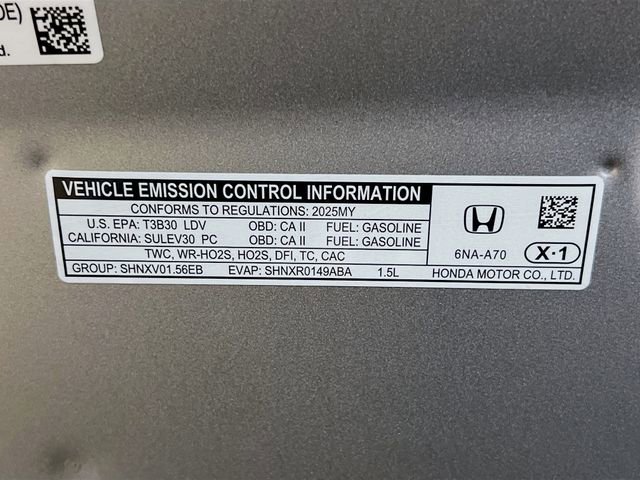 DE)
d.
VEHICLE EMISSION CONTROL INFORMATION
CONFORMS TO REGULATIONS: 2025MY
U.S. EPA: T3B30 LDV OBD: CA II FUEL: GASOLINE
CALIFORNIA: SULEV30 PC OBD: CA II FUEL: GASOLINE
TWC, WR-HO2S, HO2S, DFI, TC, CAC
GROUP: SHNXV01.56EB EVAP: SHNXR0149ABA 1.5L
6NA-A70 X·1
HONDA MOTOR CO., LTD.